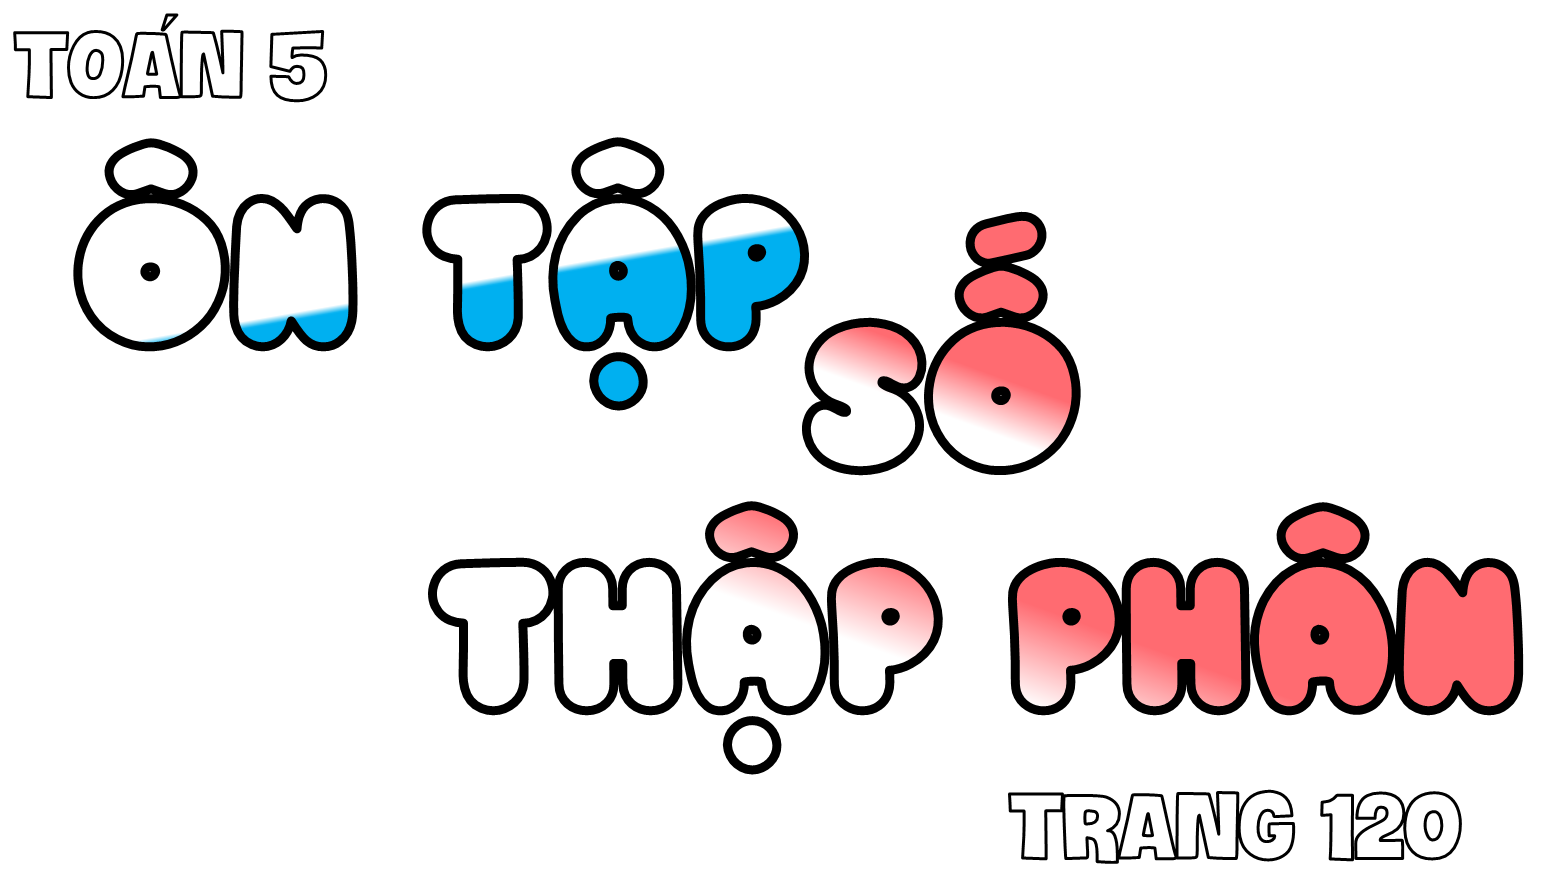 TOÁN 5
ÔN TẬP
SỐ
THẬP PHÂN
TRANG 120